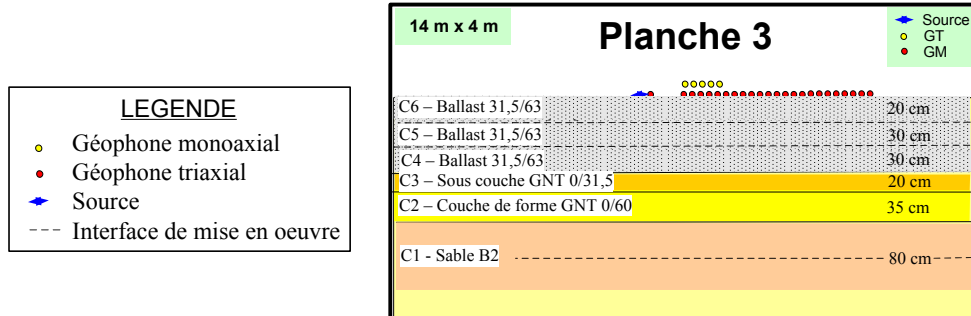 LEGENDE
Géophone monoaxial
Géophone triaxial
Source
Interface de mise en oeuvre
14 m x 4 m
Planche 3
Source
GT
GM
C6 – Ballast 31,5/63
20 cm
C5 – Ballast 31,5/63
30 cm
C4 – Ballast 31,5/63
30 cm
C3 – Sous couche GNT 0/31,5
20 cm
C2 – Couche de forme GNT 0/60
35 cm
C1 - Sable B2
80 cm